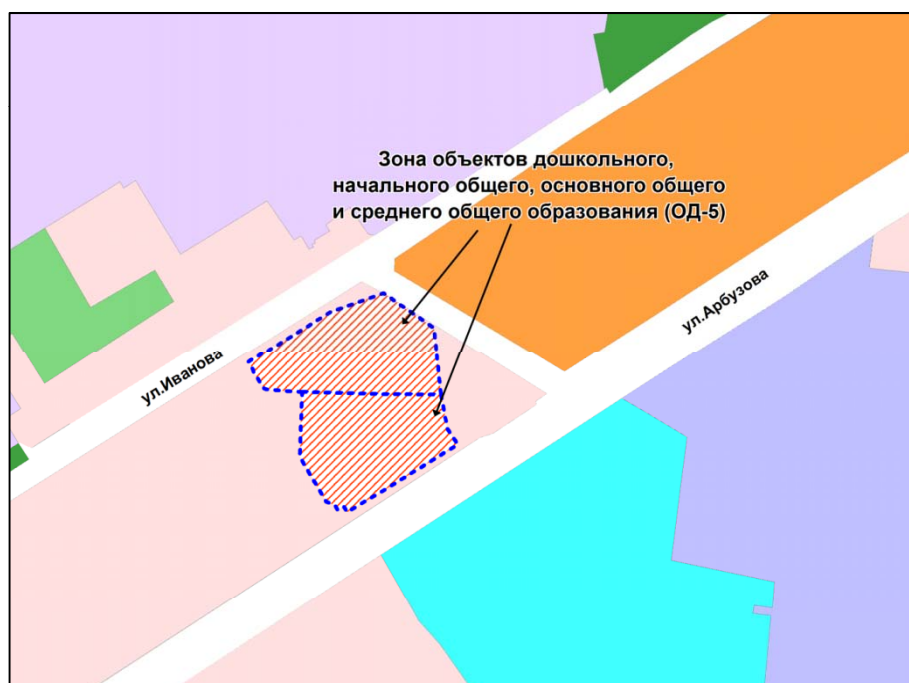 Зона объектов дошкольного,
начального общего, основного общего
и среднего общего образования (ОД-5)
ул.Арбузова
ул.Иванова